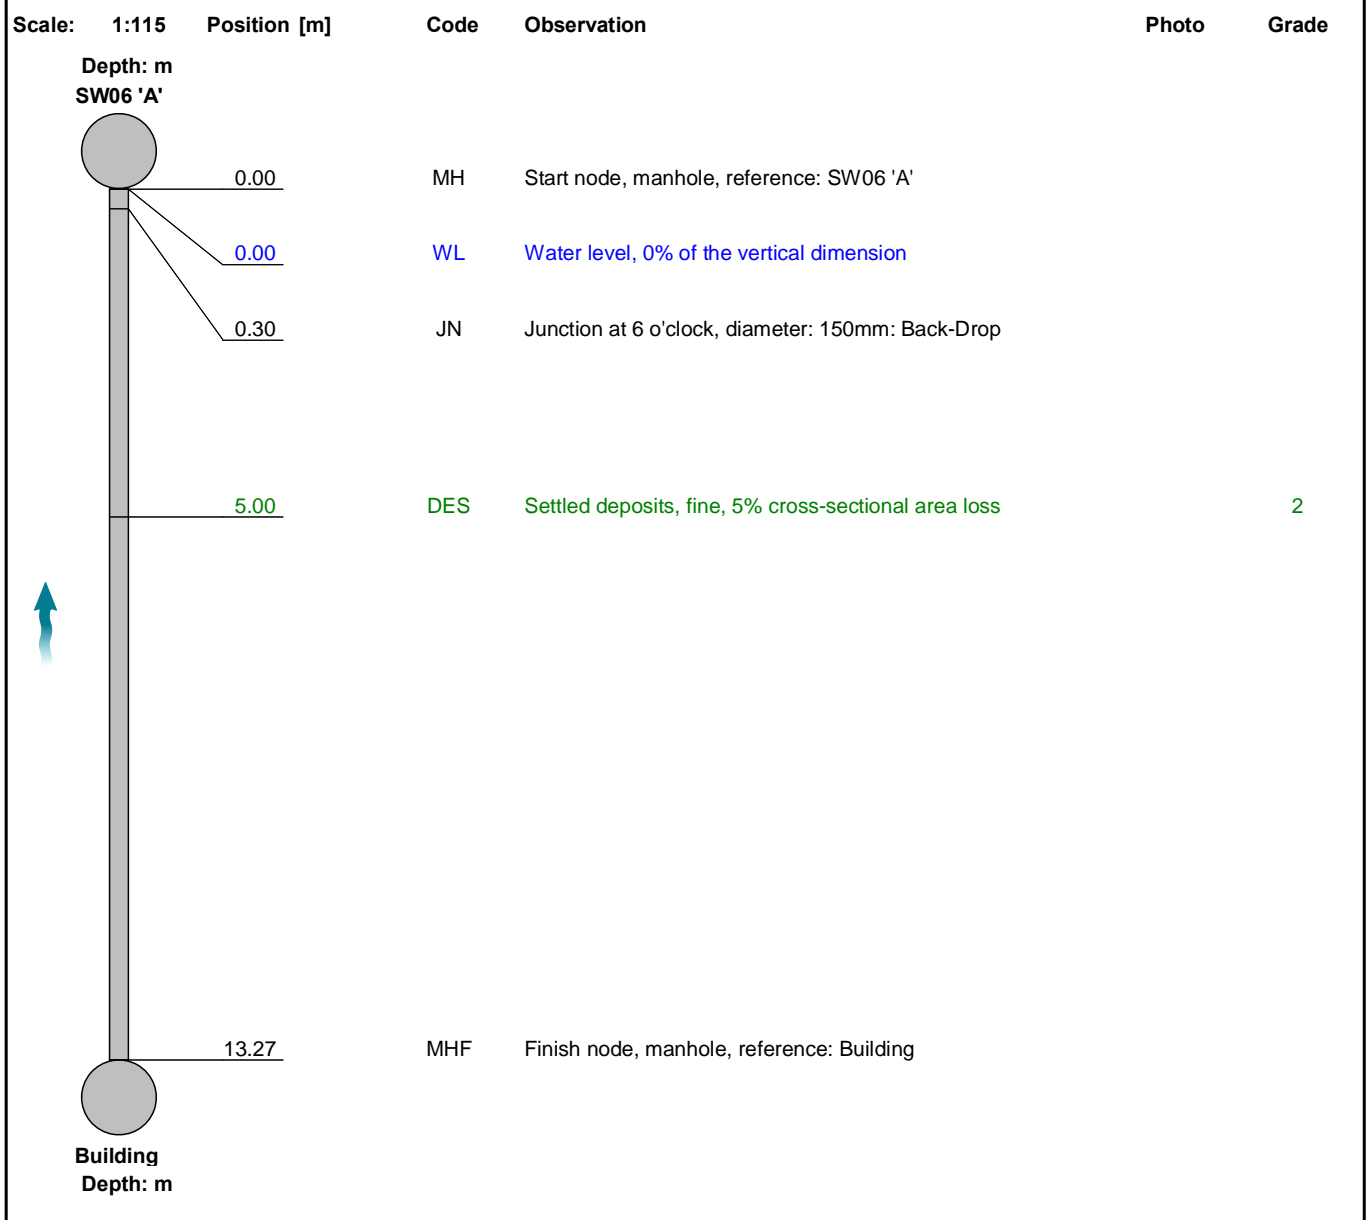 Scale: 1:115 Position [m] Code Observation Photo Grade
Depth: m
SW06 'A'
0.00 MH Start node, manhole, reference: SW06 'A'
0.00 WL Water level, 0% of the vertical dimension
0.30 JN Junction at 6 o'clock, diameter: 150mm: Back-Drop
5.00 DES Settled deposits, fine, 5% cross-sectional area loss 2
13.27 MHF Finish node, manhole, reference: Building
Building
Depth: m